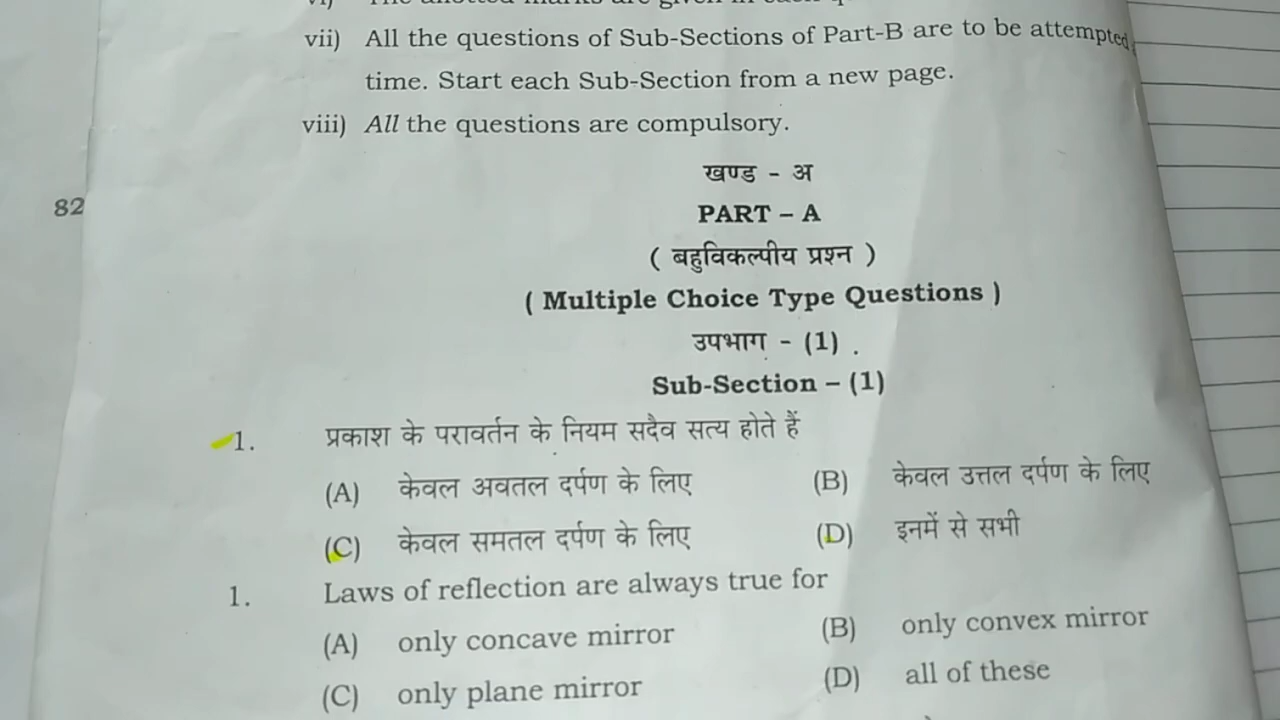 vii) All the questions of Sub-Sections of Part-B are to be attempted
time. Start each Sub-Section from a new page.
viii) All the questions are compulsory.
खण्ड - अ
82
PART – A
( बहुविकल्पीय प्रश्न )
( Multiple Choice Type Questions )
उपभाग - (1) .
Sub-Section – (1)
1. प्रकाश के परावर्तन के नियम सदैव सत्य होते हैं
(A) केवल अवतल दर्पण के लिए (B) केवल उत्तल दर्पण के लिए
(C) केवल समतल दर्पण के लिए (D) इनमें से सभी
1. Laws of reflection are always true for
(A) only concave mirror (B) only convex mirror
(C) only plane mirror (D) all of these